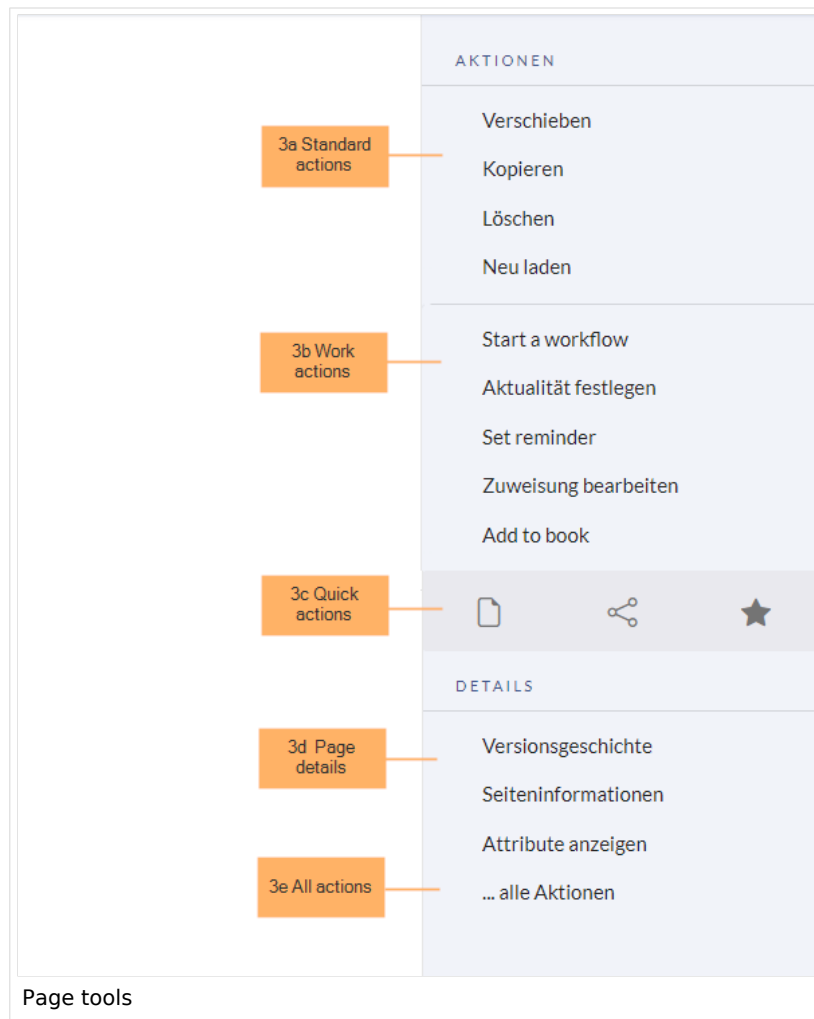 AKTIONEN
Verschieben
3a Standard
actions
Kopieren
Löschen
Neu laden
Start a workflow
3b Work
actions
Aktualität festlegen
Set reminder
Zuweisung bearbeiten
Add to book
3c Quick
actions
DETAILS
3d Page
details
Versionsgeschichte
Seiteninformationen
Attribute anzeigen
3e All actions
... alle Aktionen
Page tools